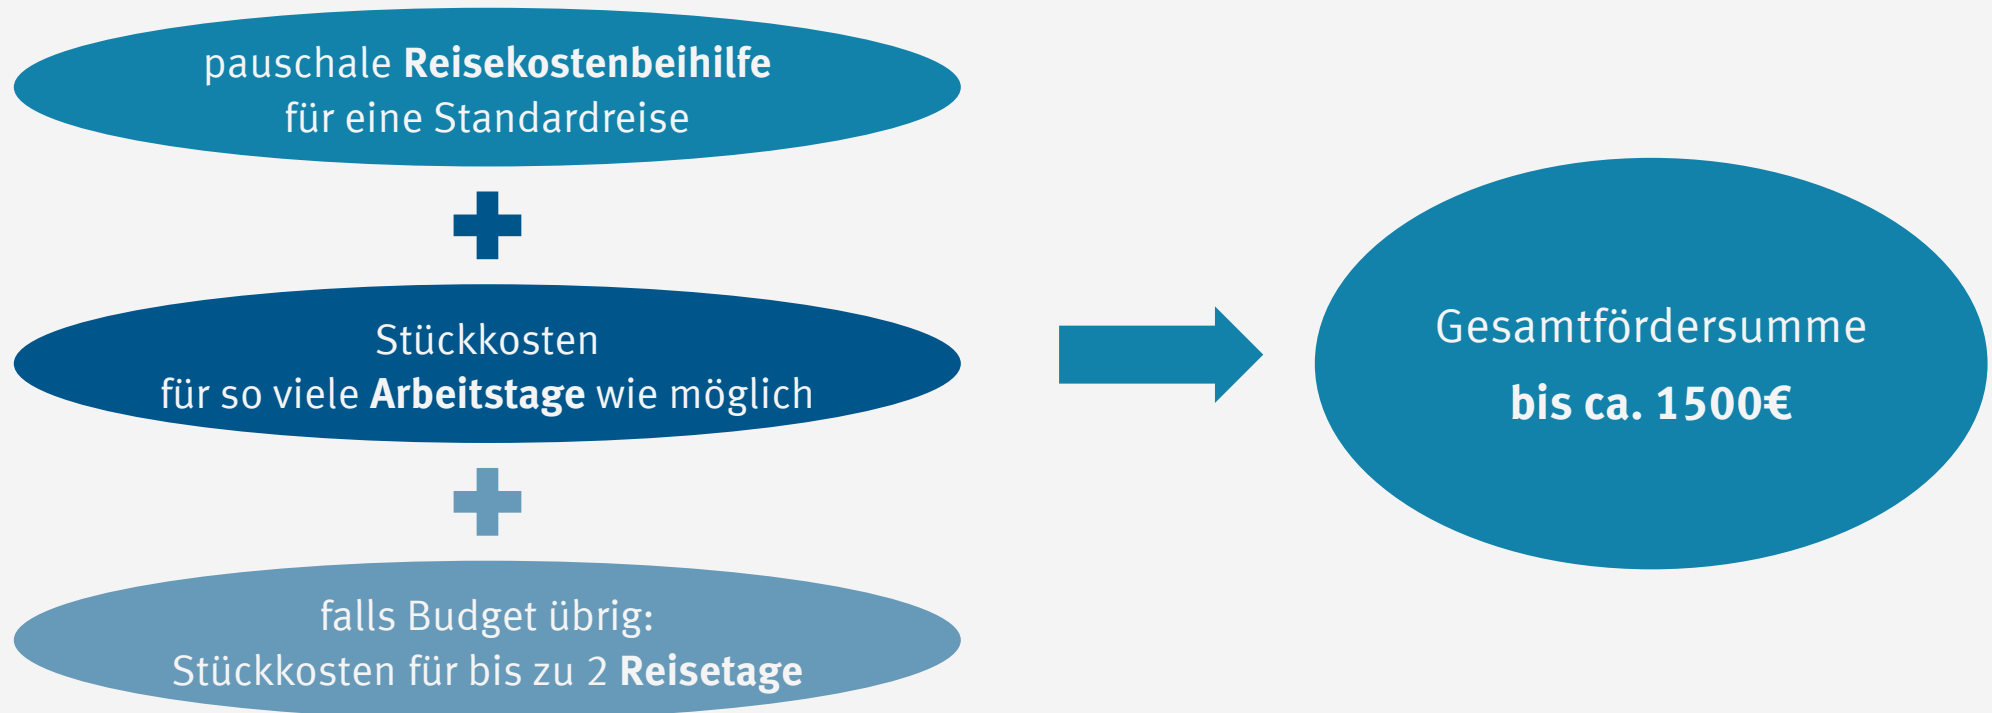 pauschale Reisekostenbeihilfe
für eine Standardreise
Stückkosten
für so viele Arbeitstage wie möglich
falls Budget übrig:
Stückkosten für bis zu 2 Reisetage
Gesamtfördersumme
bis ca. 1500€